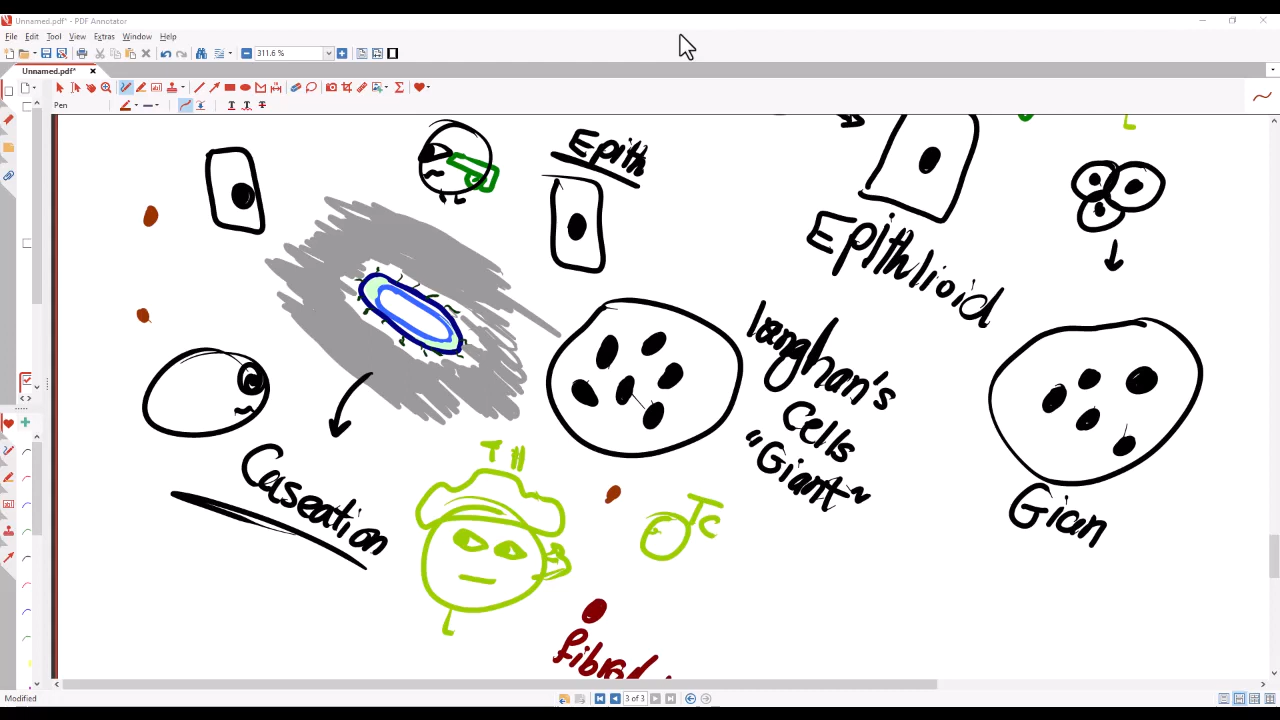 Unnamed.pdf* - PDF Annotator
File Edit Tool View Extras Window Help
311.6 %
Unnamed.pdf*
Pen
Epith
Epithlioid
langhan's
Cells
"Giant"
Gian
Caseation
TH
Tc
Modified
3 of 3